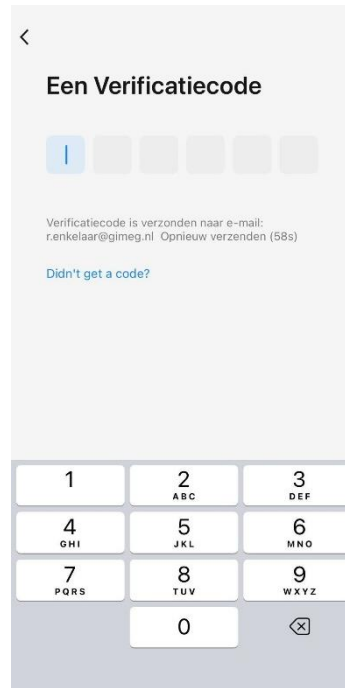 Een Verificatiecode
Verificatiecode is verzonden naar e-mail:
r.enkelaar@gimeg.nl Opnieuw verzenden (58s)
Didn't get a code?
1
2
ABC
3
DEF
4
GHI
5
JKL
6
MNO
7
PQRS
8
TUV
9
WXYZ
0